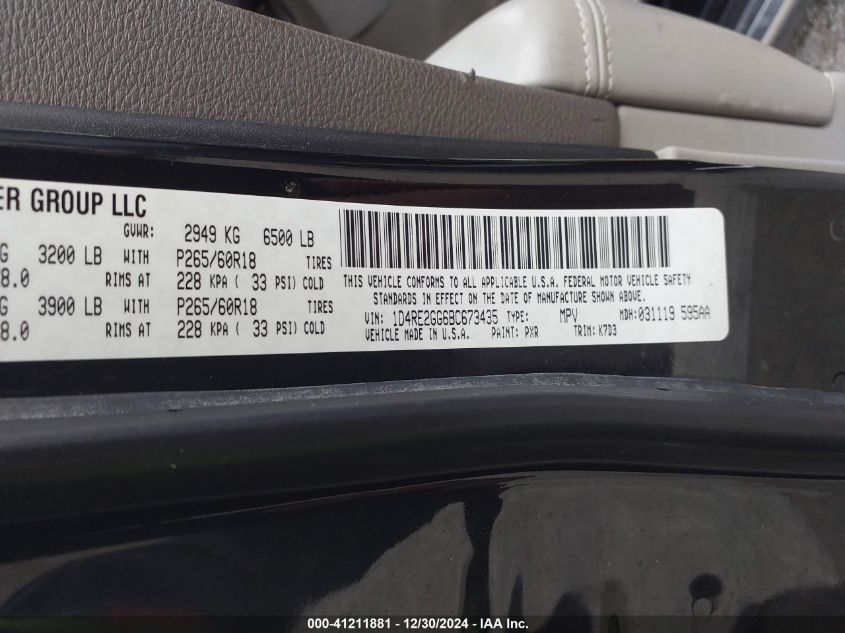 ER GROUP LLC
GVWR: 2949 KG 6500 LB
G 3200 LB WITH P265/60R18 TIRES
8.0 RIMS AT 228 KPA ( 33 PSI) COLD
G 3900 LB WITH P265/60R18 TIRES
8.0 RIMS AT 228 KPA ( 33 PSI) COLD
THIS VEHICLE CONFORMS TO ALL APPLICABLE U.S.A. FEDERAL MOTOR VEHICLE SAFETY
STANDARDS IN EFFECT ON THE DATE OF MANUFACTURE SHOWN ABOVE.
VIN: 1D4RE2GG6BC673435 TYPE: MPV MDH: 031119 595AA
VEHICLE MADE IN U.S.A. PAINT: PXR TRIM: K7D3
000-41211881 - 12/30/2024 - IAA Inc.